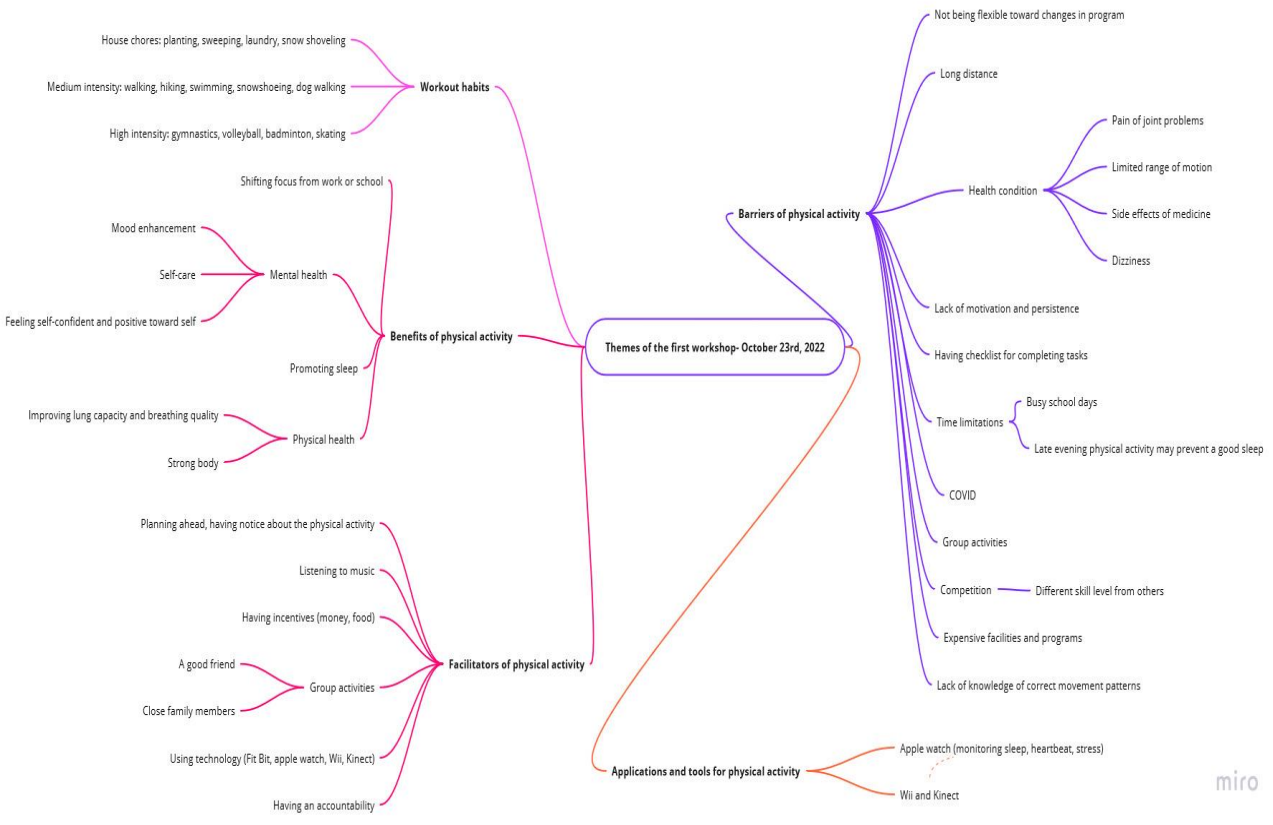 Themes of the first workshop- October 23rd, 2022
Workout habits
House chores: planting, sweeping, laundry, snow shoveling
Medium intensity: walking, hiking, swimming, snowshoeing, dog walking
High intensity: gymnastics, volleyball, badminton, skating
Benefits of physical activity
Shifting focus from work or school
Mental health
Mood enhancement
Self-care
Feeling self-confident and positive toward self
Promoting sleep
Physical health
Improving lung capacity and breathing quality
Strong body
Facilitators of physical activity
Planning ahead, having notice about the physical activity
Listening to music
Having incentives (money, food)
Group activities
A good friend
Close family members
Using technology (Fit Bit, apple watch, Wii, Kinect)
Having an accountability
Barriers of physical activity
Not being flexible toward changes in program
Long distance
Health condition
Pain of joint problems
Limited range of motion
Side effects of medicine
Dizziness
Lack of motivation and persistence
Having checklist for completing tasks
Time limitations
Busy school days
Late evening physical activity may prevent a good sleep
COVID
Group activities
Competition
Different skill level from others
Expensive facilities and programs
Lack of knowledge of correct movement patterns
Applications and tools for physical activity
Apple watch (monitoring sleep, heartbeat, stress)
Wii and Kinect
miro